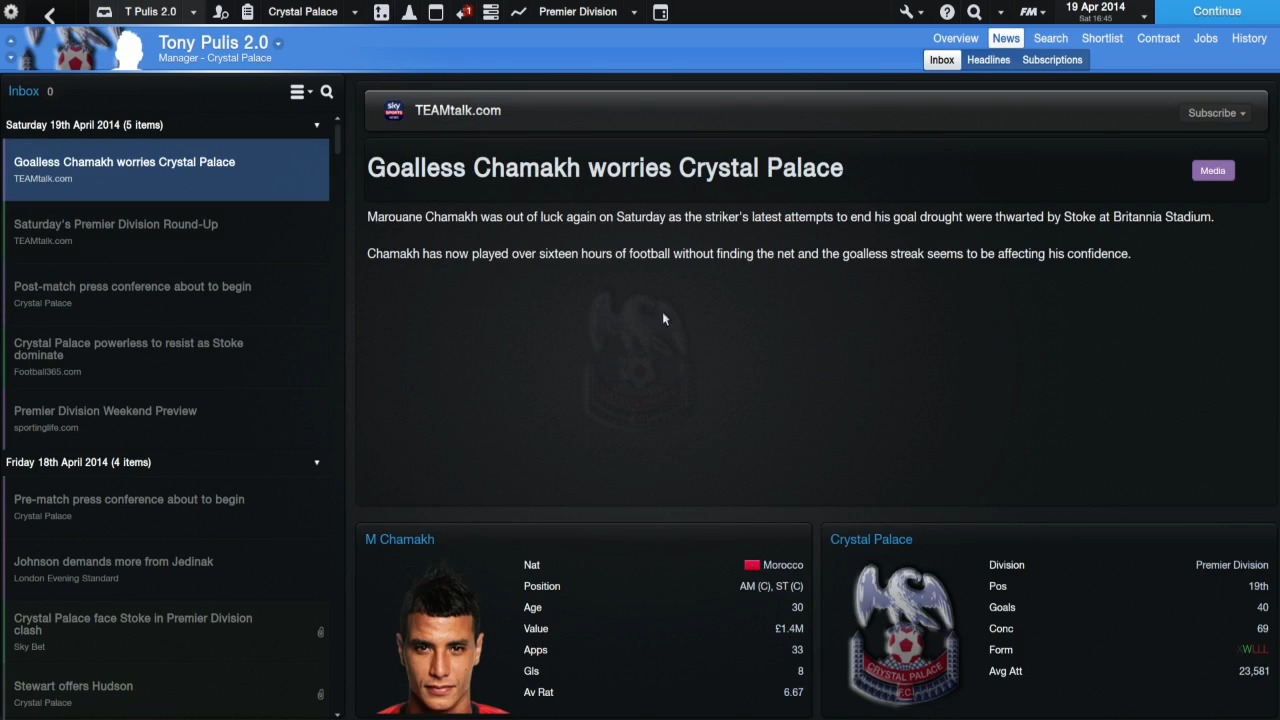 T Pulis 2.0
Crystal Palace
1
Premier Division
FM
19 Apr 2014
Sat 16:45
Continue
Tony Pulis 2.0
Manager - Crystal Palace
Overview
News
Search
Shortlist
Contract
Jobs
History
Inbox
Headlines
Subscriptions
Inbox 0
Saturday 19th April 2014 (5 items)
Goalless Chamakh worries Crystal Palace
TEAMtalk.com
Saturday's Premier Division Round-Up
TEAMtalk.com
Post-match press conference about to begin
Crystal Palace
Crystal Palace powerless to resist as Stoke
dominate
Football365.com
Premier Division Weekend Preview
sportinglife.com
Friday 18th April 2014 (4 items)
Pre-match press conference about to begin
Crystal Palace
Johnson demands more from Jedinak
London Evening Standard
Crystal Palace face Stoke in Premier Division
clash
Sky Bet
Stewart offers Hudson
Crystal Palace
sky
SPORTS
NEWS
TEAMtalk.com
Subscribe
Goalless Chamakh worries Crystal Palace
Media
Marouane Chamakh was out of luck again on Saturday as the striker's latest attempts to end his goal drought were thwarted by Stoke at Britannia Stadium.
Chamakh has now played over sixteen hours of football without finding the net and the goalless streak seems to be affecting his confidence.
M Chamakh
Nat Morocco
Position AM (C), ST (C)
Age 30
Value £1.4M
Apps 33
Gls 8
Av Rat 6.67
Crystal Palace
CRYSTAL PALACE
F.C.
Division Premier Division
Pos 19th
Goals 40
Conc 69
Form XWLLL
Avg Att 23,581